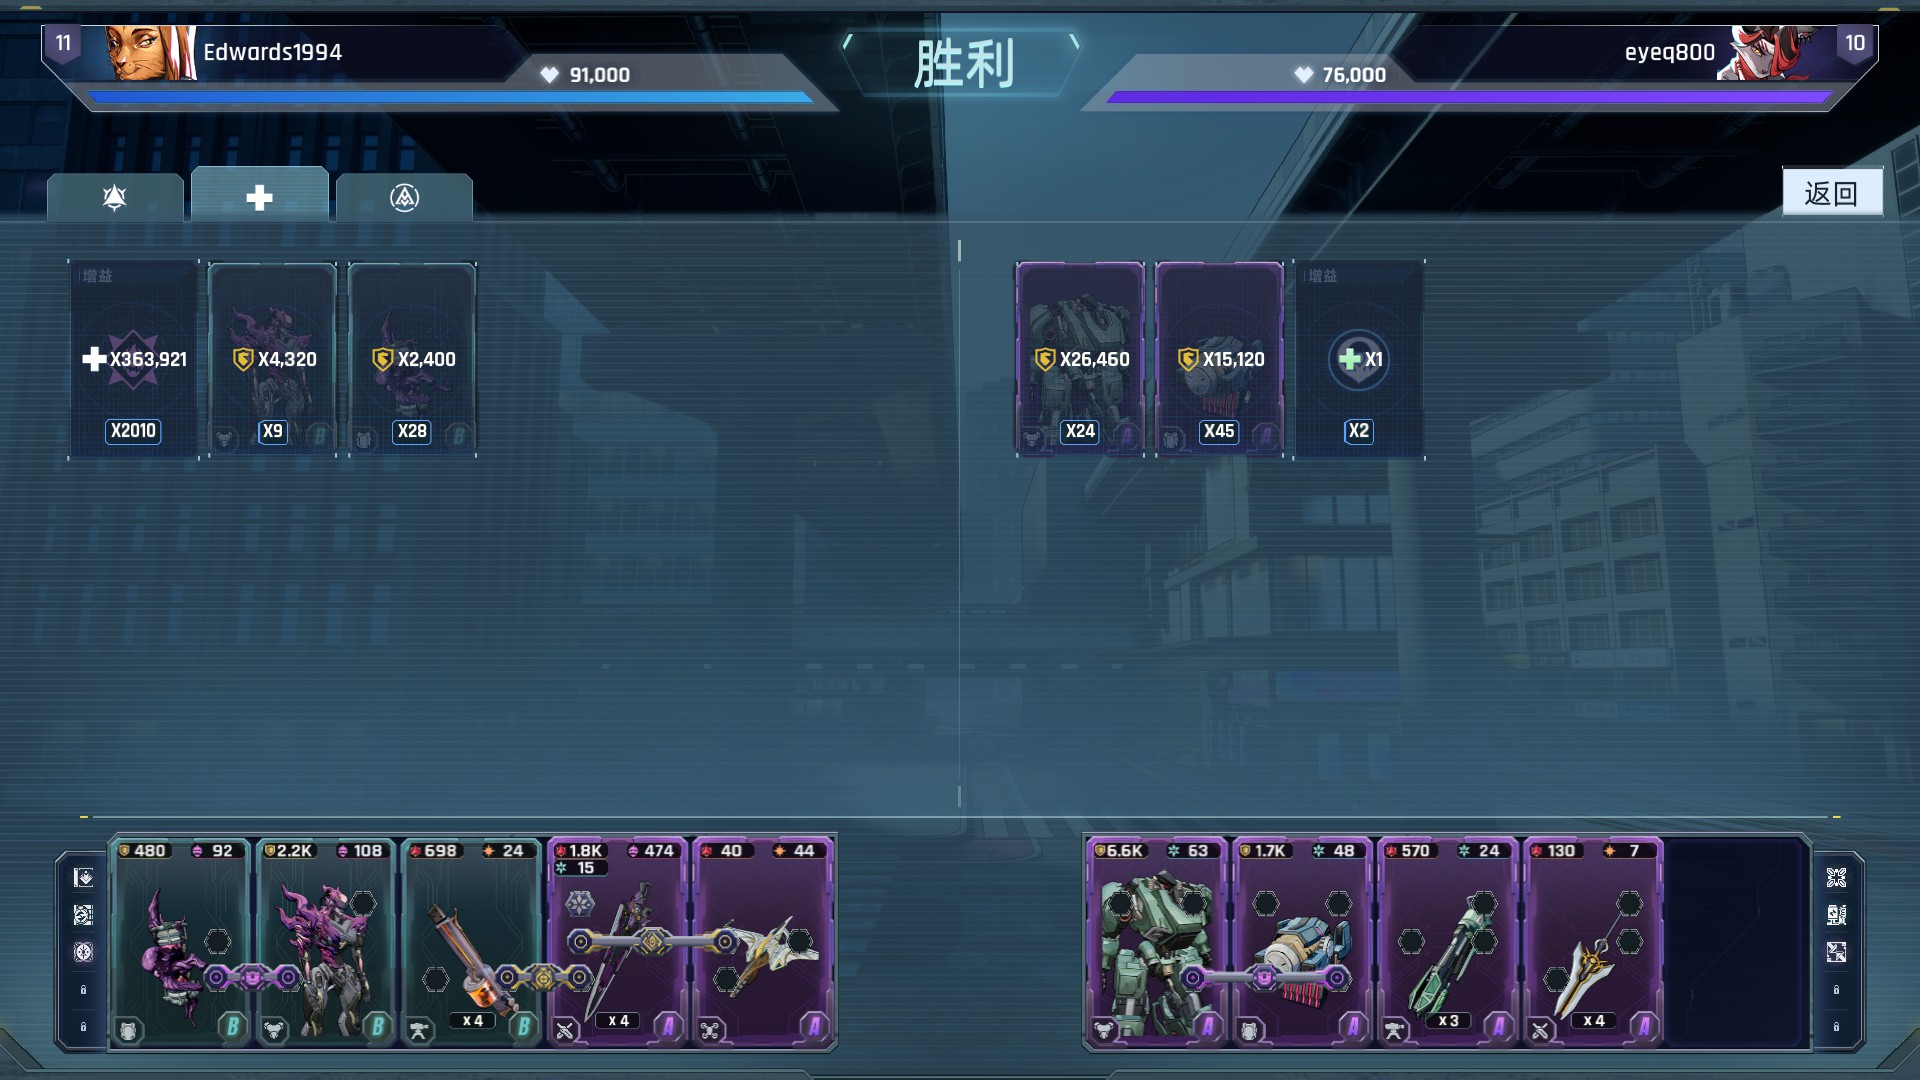 11
Edwards1994
91,000
胜利
76,000
eyeq800
10
返回
增益
X363,921
X2010
X4,320
X9
B
X2,400
X28
B
X26,460
X24
A
X15,120
X45
A
增益
X1
X2
480 92
B
2.2K 108
B
698 24
x4
B
1.8K 474
15
x4
A
40 44
A
6.6K 63
A
1.7K 48
A
570 24
x3
A
130 7
x4
A